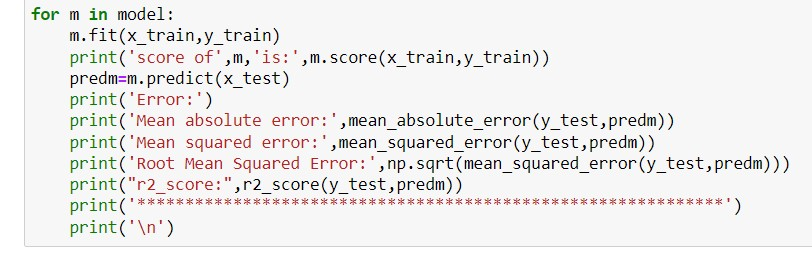 for m in model:
    m.fit(x_train,y_train)
    print('score of',m,'is:',m.score(x_train,y_train))
    predm=m.predict(x_test)
    print('Error:')
    print('Mean absolute error:',mean_absolute_error(y_test,predm))
    print('Mean squared error:',mean_squared_error(y_test,predm))
    print('Root Mean Squared Error:',np.sqrt(mean_squared_error(y_test,predm)))
    print("r2_score:",r2_score(y_test,predm))
    print('*************************************************************')
    print('\n')